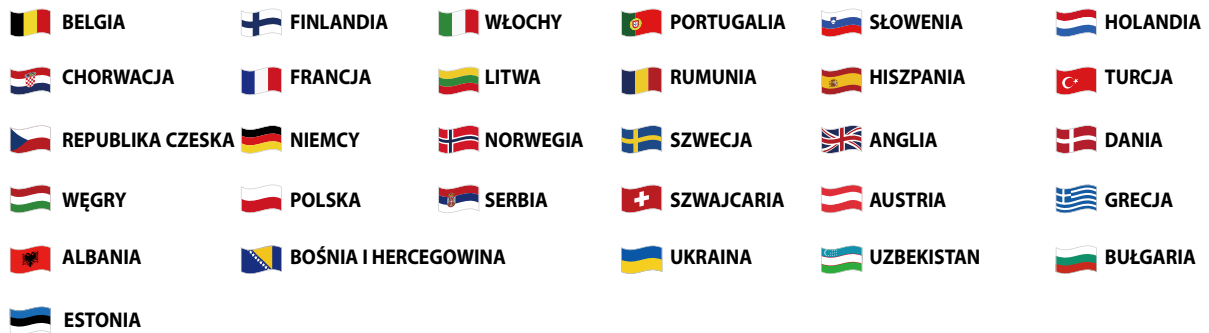 BELGIA FINLANDIA WŁOCHY PORTUGALIA SŁOWENIA HOLANDIA
CHORWACJA FRANCJA LITWA RUMUNIA HISZPANIA TURCJA
REPUBLIKA CZESKA NIEMCY NORWEGIA SZWECJA ANGLIA DANIA
WĘGRY POLSKA SERBIA SZWAJCARIA AUSTRIA GRECJA
ALBANIA BOŚNIA I HERCEGOWINA UKRAINA UZBEKISTAN BUŁGARIA
ESTONIA